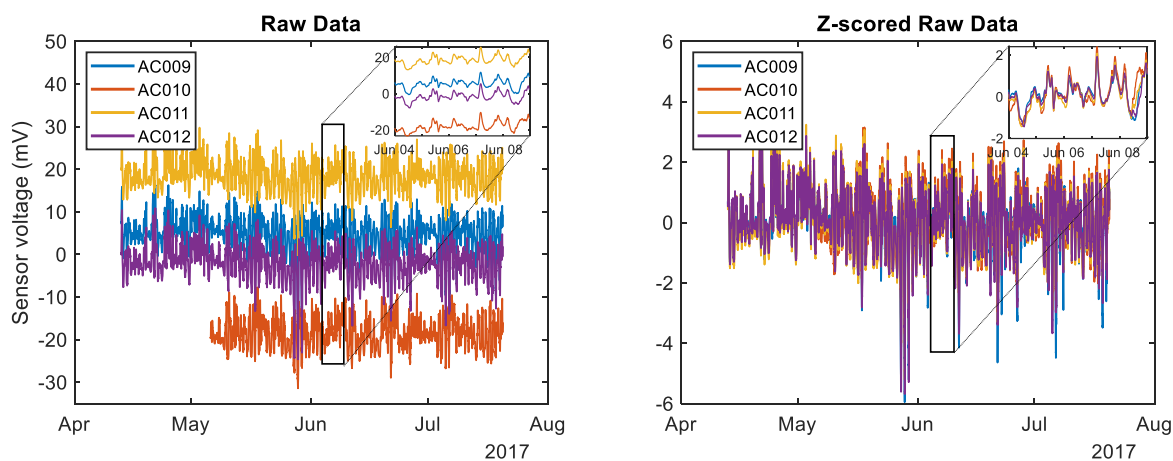 Raw Data
Sensor voltage (mV)
50
40
30
20
10
0
-10
-20
-30
Apr
May
Jun
Jul
Aug
2017
AC009
AC010
AC011
AC012
20
0
-20
Jun 04
Jun 06
Jun 08
Z-scored Raw Data
6
4
2
0
-2
-4
-6
Apr
May
Jun
Jul
Aug
2017
AC009
AC010
AC011
AC012
2
0
-2
Jun 04
Jun 06
Jun 08